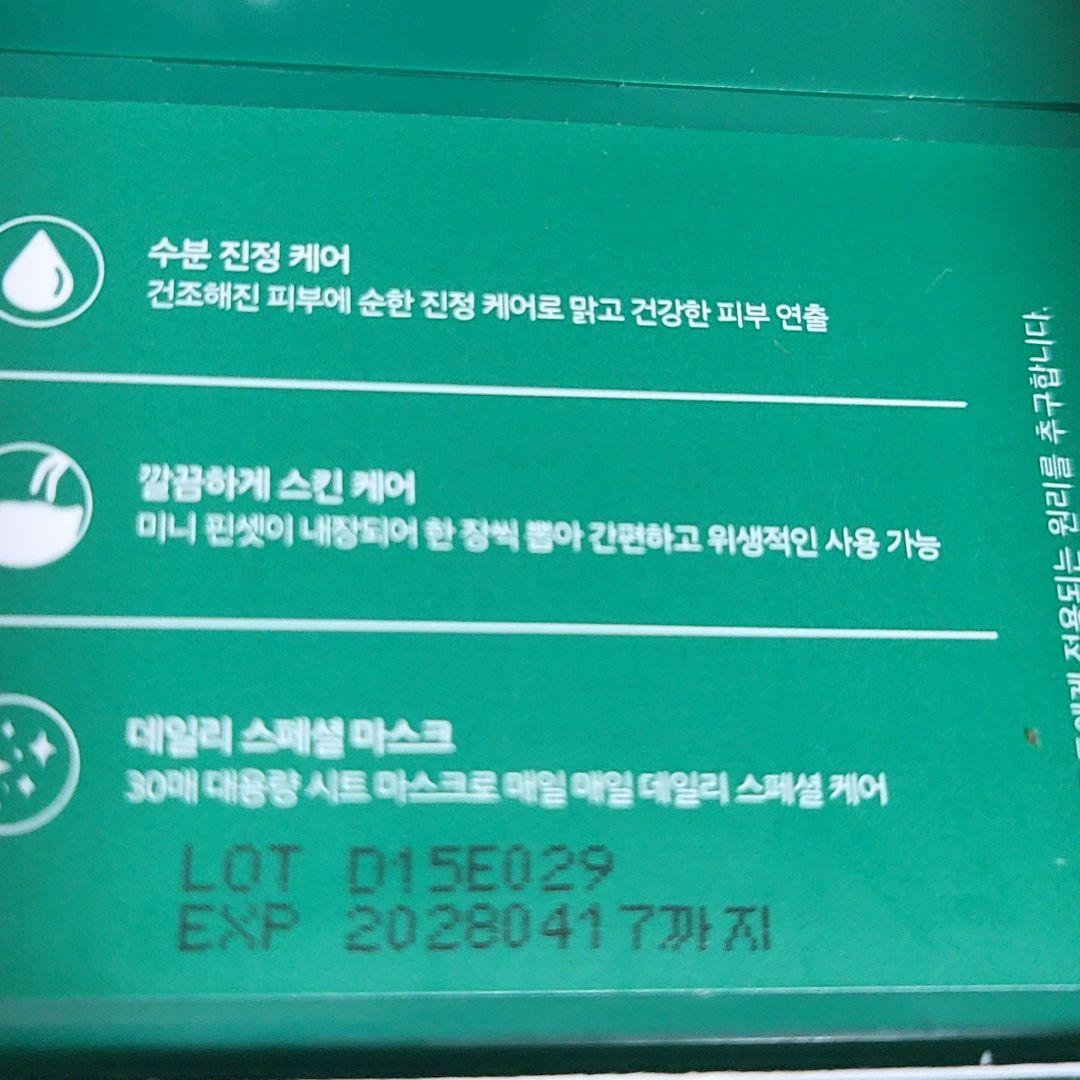 수분 진정 케어
건조해진 피부에 순한 진정 케어로 맑고 건강한 피부 연출
깔끔하게 스킨 케어
미니 핀셋이 내장되어 한 장씩 뽑아 간편하고 위생적인 사용 가능
데일리 스페셜 마스크
30매 대용량 시트 마스크로 매일 매일 데일리 스페셜 케어
LOT D15E029
EXP 20280417까지
적용되는 원리를 추구합니다.